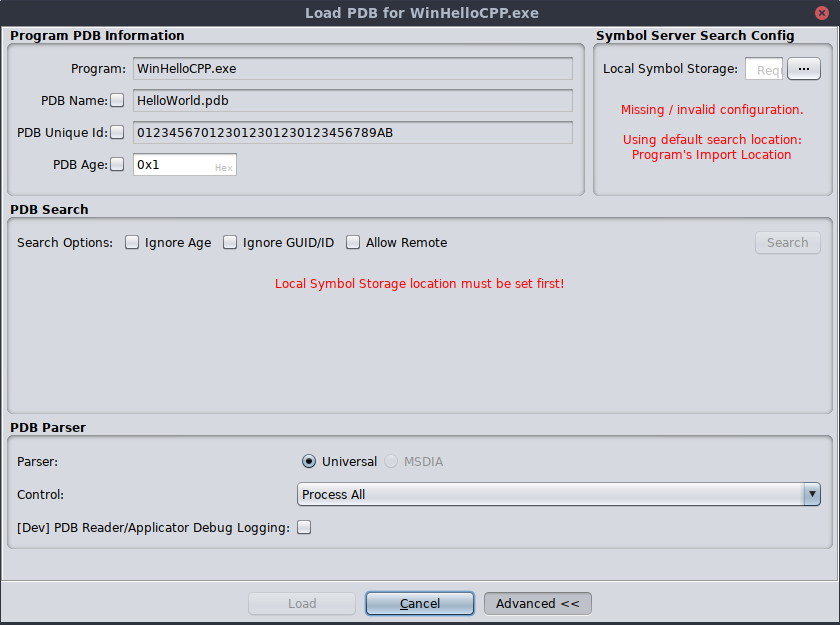 Load PDB for WinHelloCPP.exe
Program PDB Information
Program: WinHelloCPP.exe
PDB Name: HelloWorld.pdb
PDB Unique Id: 012345670123012301230123456789AB
PDB Age: 0x1 Hex
Symbol Server Search Config
Local Symbol Storage: Req ...
Missing / invalid configuration.
Using default search location:
Program's Import Location
PDB Search
Search Options: Ignore Age Ignore GUID/ID Allow Remote Search
Local Symbol Storage location must be set first!
PDB Parser
Parser: Universal MSDIA
Control: Process All
[Dev] PDB Reader/Applicator Debug Logging:
Load Cancel Advanced <<